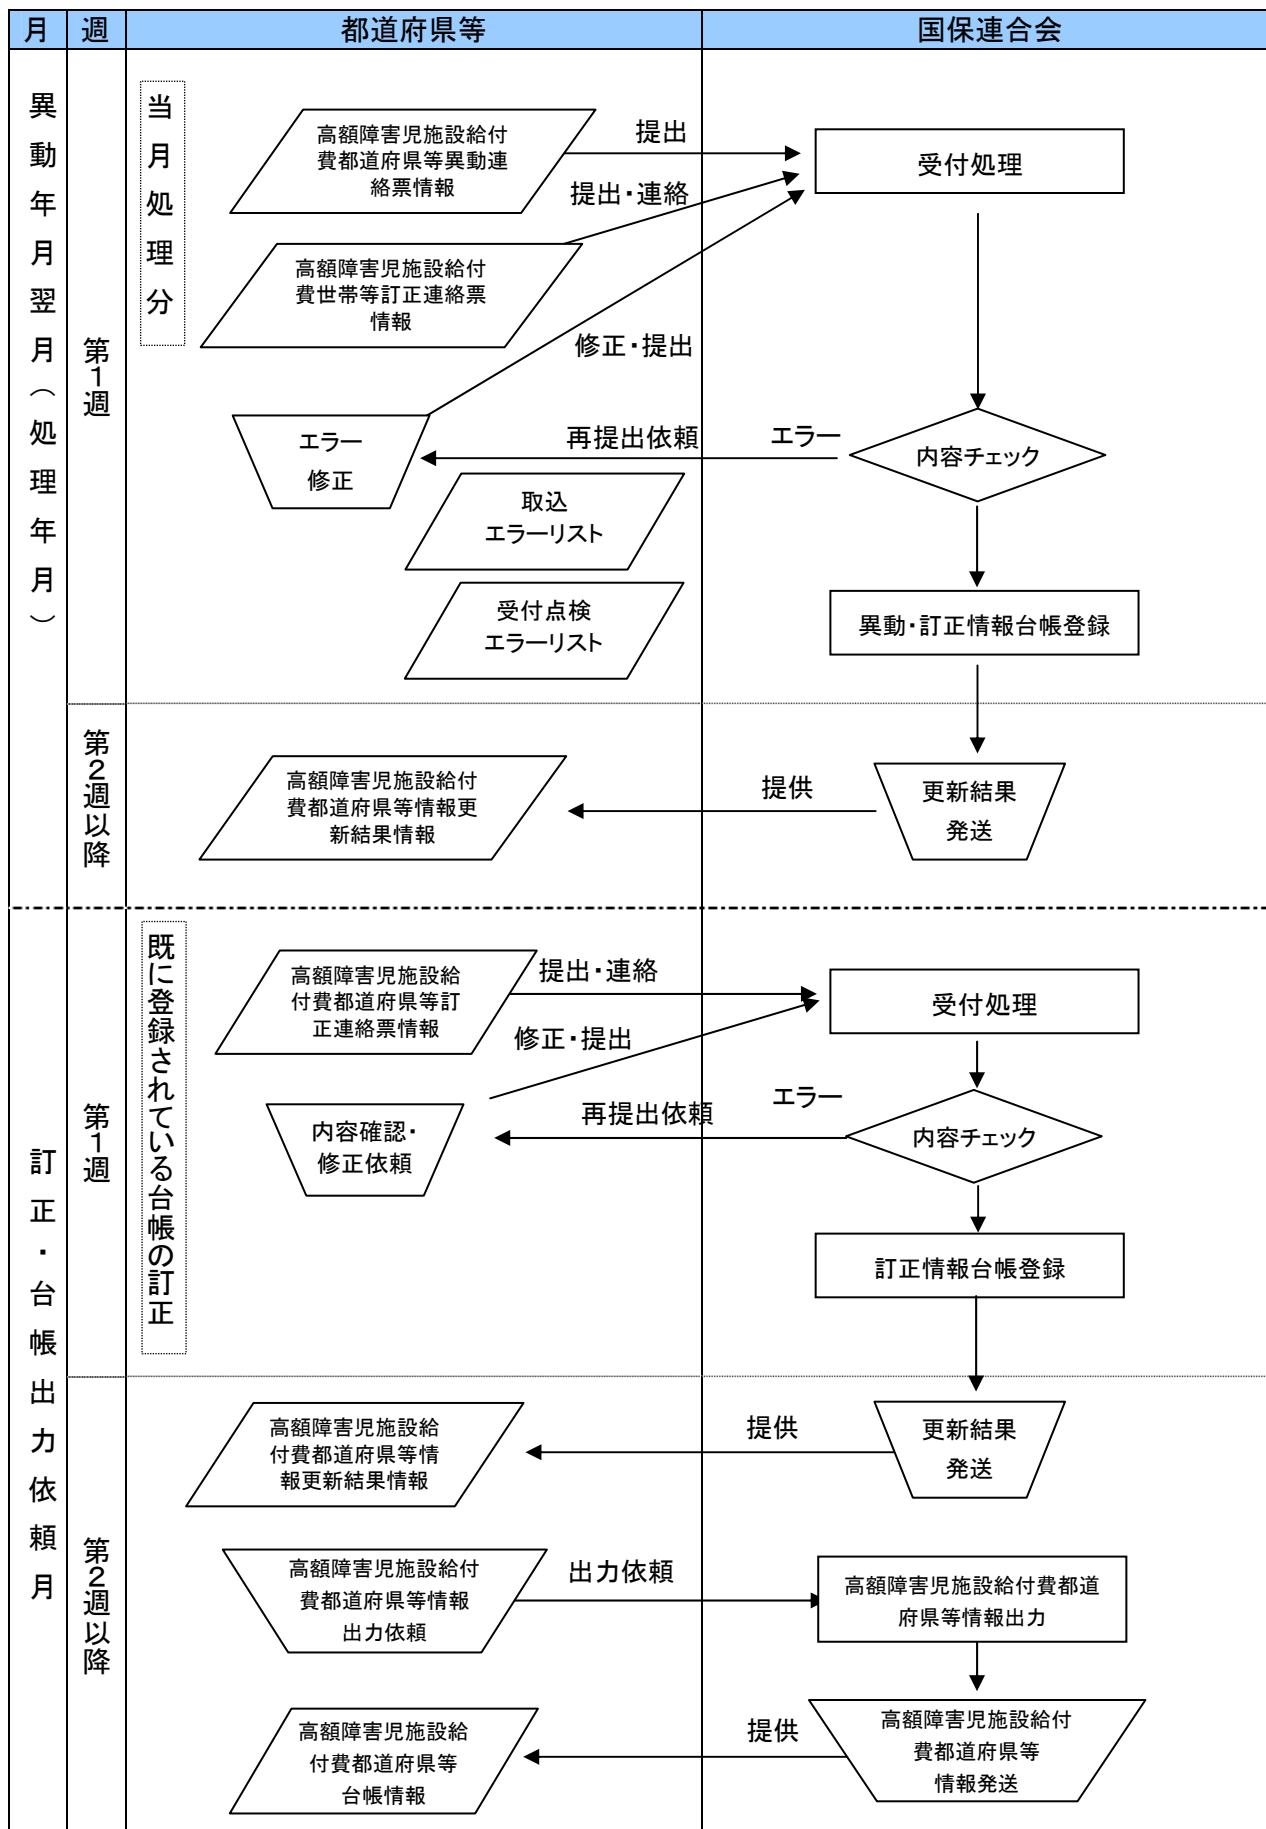 月 週 都道府県等 国保連合会
異動年月翌月（処理年月）
第1週
当月処理分
高額障害児施設給付
費都道府県等異動連
絡票情報
提出
受付処理
提出・連絡
高額障害児施設給付
費世帯等訂正連絡票
情報
修正・提出
エラー
修正
再提出依頼
エラー
内容チェック
取込
エラーリスト
受付点検
エラーリスト
異動・訂正情報台帳登録
第2週以降
高額障害児施設給付
費都道府県等情報更
新結果情報
提供
更新結果
発送
訂正・台帳出力依頼月
第1週
既に登録されている台帳の訂正
高額障害児施設給
付費都道府県等訂
正連絡票情報
提出・連絡
受付処理
修正・提出
内容確認・
修正依頼
再提出依頼
エラー
内容チェック
訂正情報台帳登録
第2週以降
高額障害児施設給
付費都道府県等情
報更新結果情報
提供
更新結果
発送
高額障害児施設給付
費都道府県等情報
出力依頼
出力依頼
高額障害児施設給付費都道
府県等情報出力
高額障害児施設給
付費都道府県等
台帳情報
提供
高額障害児施設給付
費都道府県等
情報発送